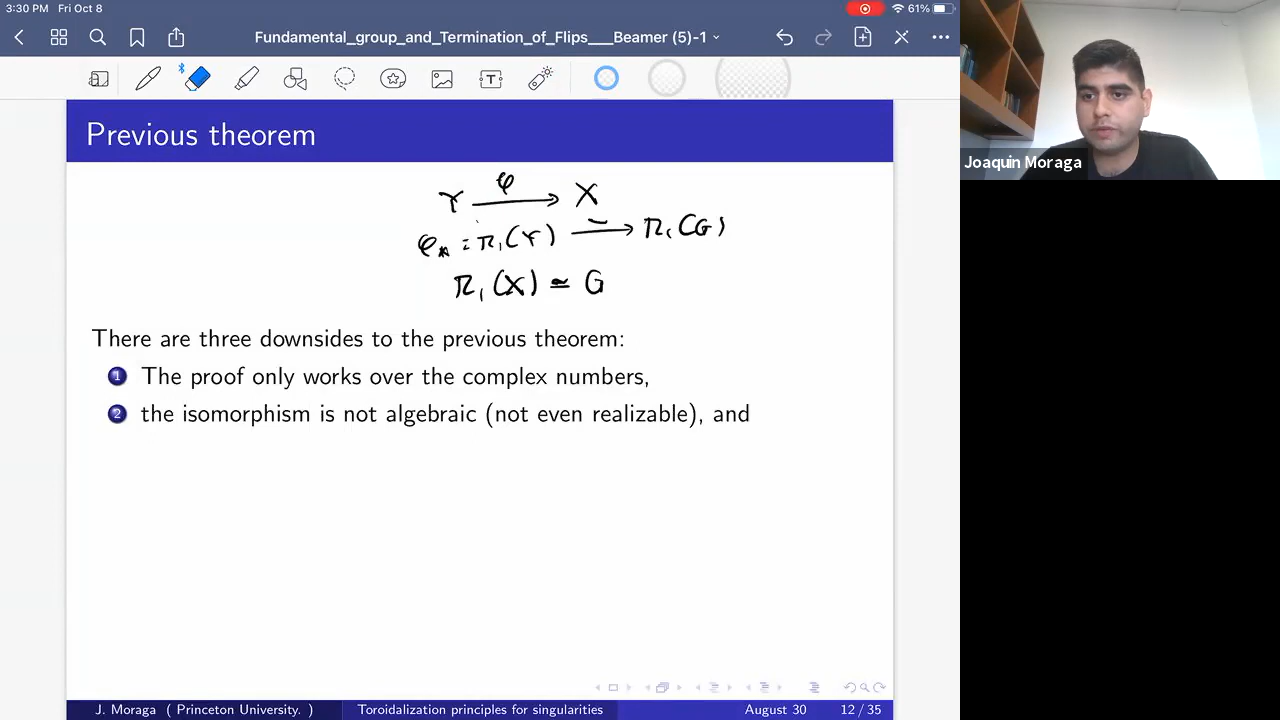 3:30 PM Fri Oct 8
61%
Fundamental_group_and_Termination_of_Flips___Beamer (5)-1
Joaquin Moraga
Previous theorem
Y —φ→ X
φ* : π₁(Y) —≃→ π₁(G)
π₁(X) ≃ G
There are three downsides to the previous theorem:
1 The proof only works over the complex numbers,
2 the isomorphism is not algebraic (not even realizable), and
J. Moraga ( Princeton University. ) Toroidalization principles for singularities August 30 12 / 35